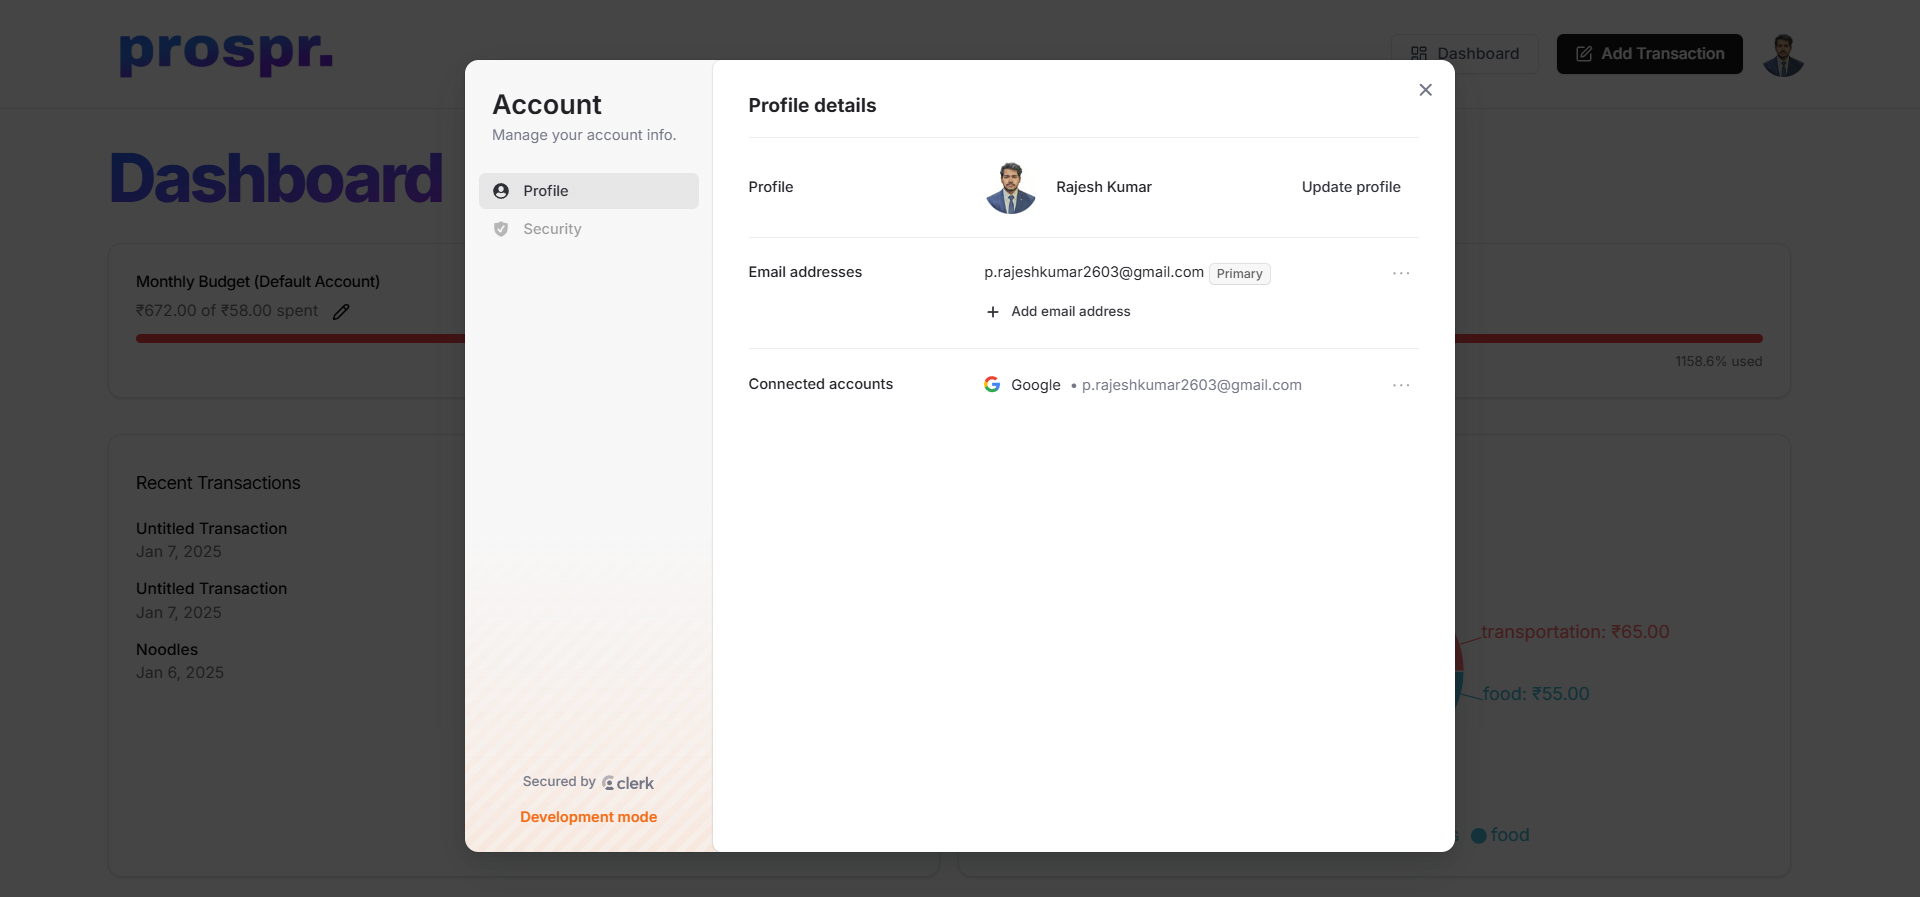 prospr.
Dashboard
Add Transaction
Dashboard
Monthly Budget (Default Account)
₹672.00 of ₹58.00 spent
1158.6% used
Recent Transactions
Untitled Transaction
Jan 7, 2025
Untitled Transaction
Jan 7, 2025
Noodles
Jan 6, 2025
transportation: ₹65.00
food: ₹55.00
food
Account
Manage your account info.
Profile
Security
Secured by clerk
Development mode
Profile details
Profile
Rajesh Kumar
Update profile
Email addresses
p.rajeshkumar2603@gmail.com Primary
+ Add email address
Connected accounts
Google • p.rajeshkumar2603@gmail.com